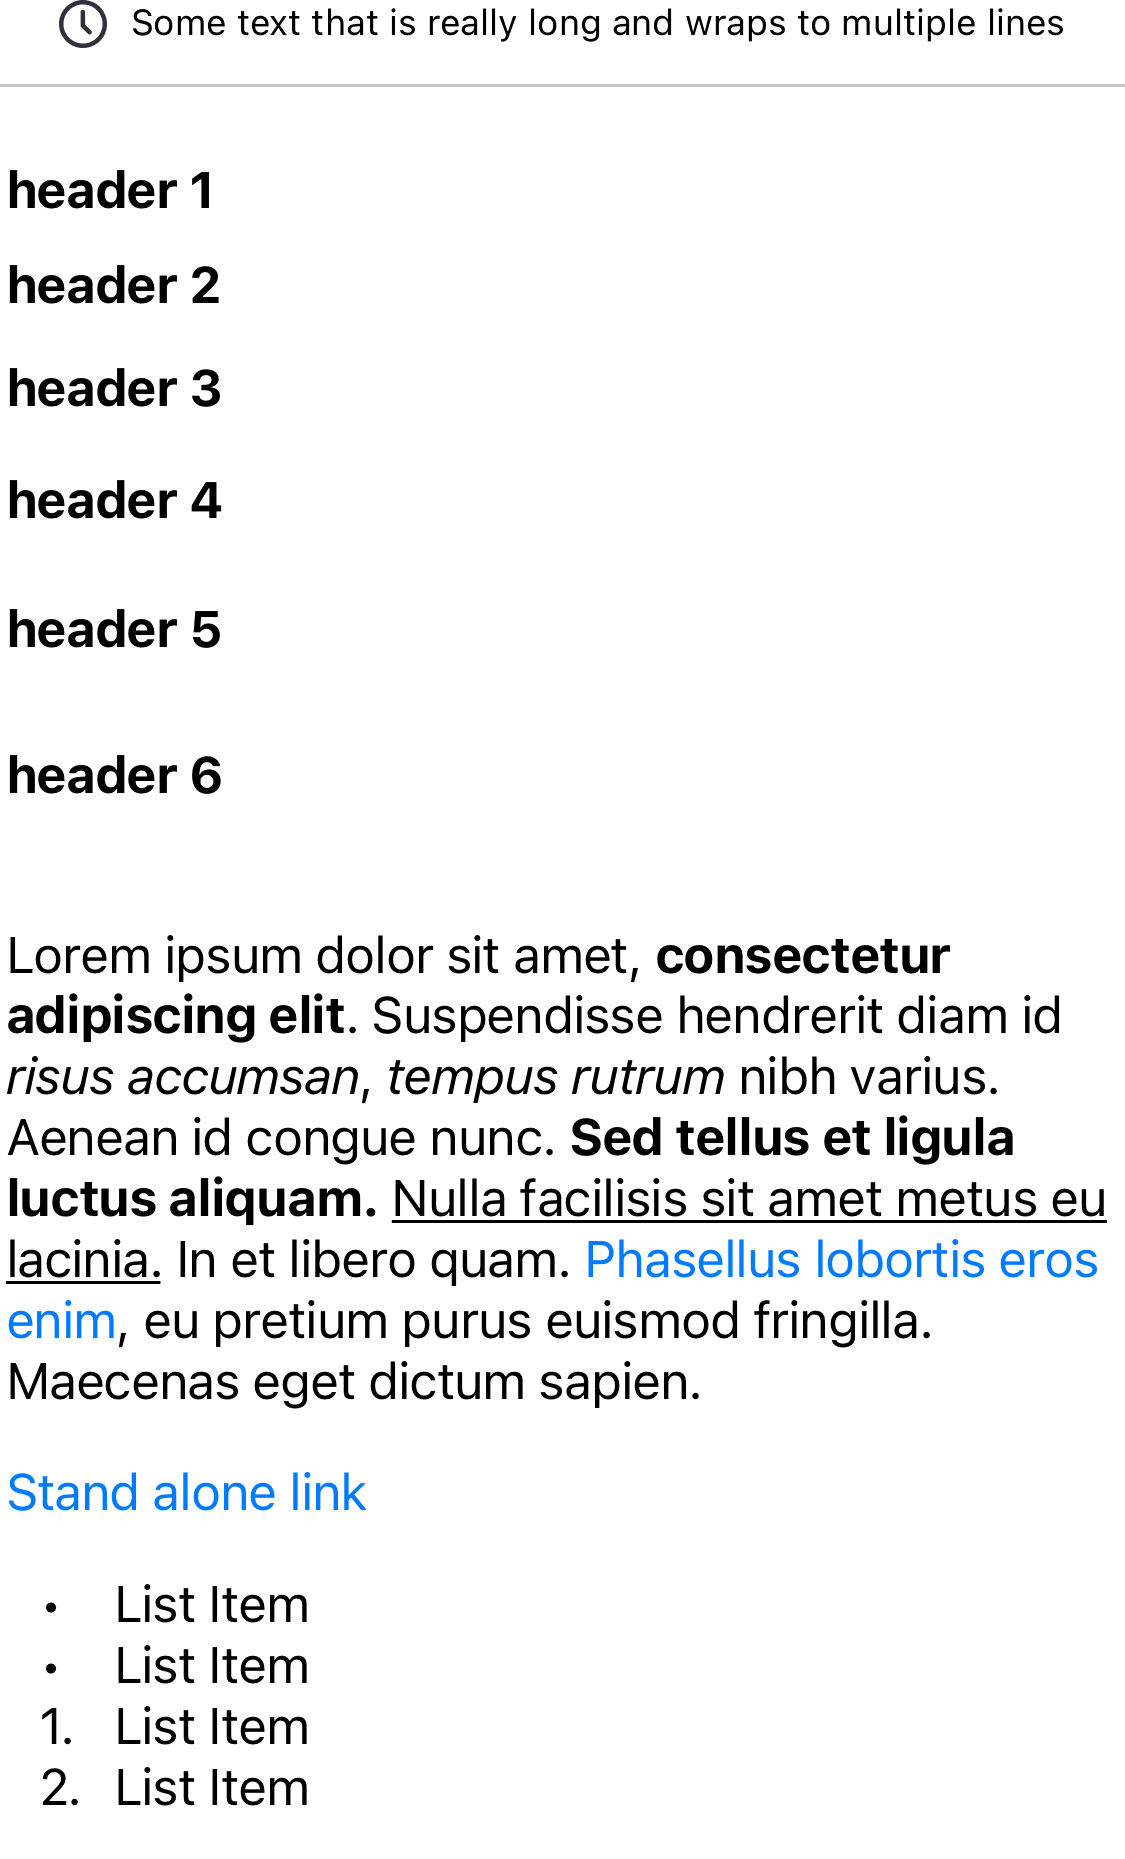 Some text that is really long and wraps to multiple lines
header 1
header 2
header 3
header 4
header 5
header 6
Lorem ipsum dolor sit amet, consectetur
adipiscing elit. Suspendisse hendrerit diam id
risus accumsan, tempus rutrum nibh varius.
Aenean id congue nunc. Sed tellus et ligula
luctus aliquam. Nulla facilisis sit amet metus eu
lacinia. In et libero quam. Phasellus lobortis eros
enim, eu pretium purus euismod fringilla.
Maecenas eget dictum sapien.
Stand alone link
• List Item
• List Item
1. List Item
2. List Item